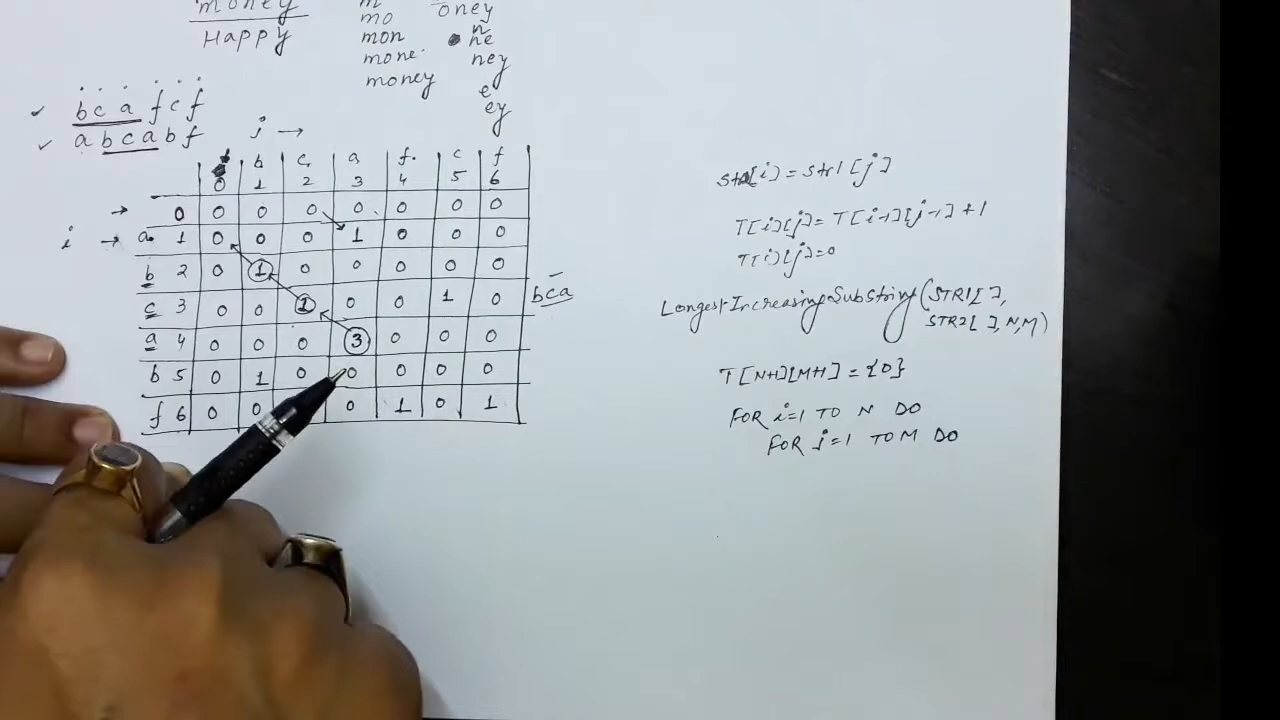 money
Happy
m
mo
mon
mone
money
oney
n
ne
ney
e
ey
bcafcf
abcabf
j →
b c a f c f
0 1 2 3 4 5 6
→ 0 0 0 0 0 0 0 0
i → a 1 0 0 0 1 0 0 0
b 2 0 1 0 0 0 0 0
c 3 0 0 1 0 0 1 0 bca
a 4 0 0 0 3 0 0 0
b 5 0 1 0 0 0 0 0
f 6 0 0 0 1 0 1
[i] = str1[j]
T[i][j] = T[i-1][j-1] + 1
T[i][j] = 0
LongestIncreasingSubString(STR1[],
STR2[], N,M)
T[N+1][M+1] = {0}
FOR i=1 TO N DO
FOR j=1 TO M DO